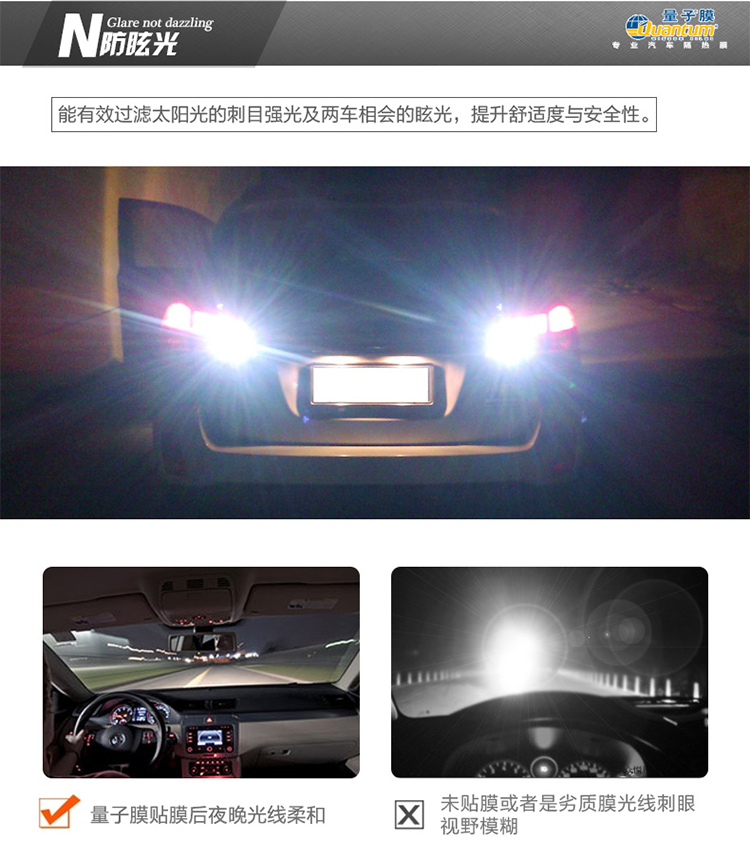 Glare not dazzling
N防眩光
量子膜
Quantum
专业汽车隔热膜
能有效过滤太阳光的刺目强光及两车相会的眩光，提升舒适度与安全性。
量子膜贴膜后夜晚光线柔和
未贴膜或者是劣质膜光线刺眼
视野模糊